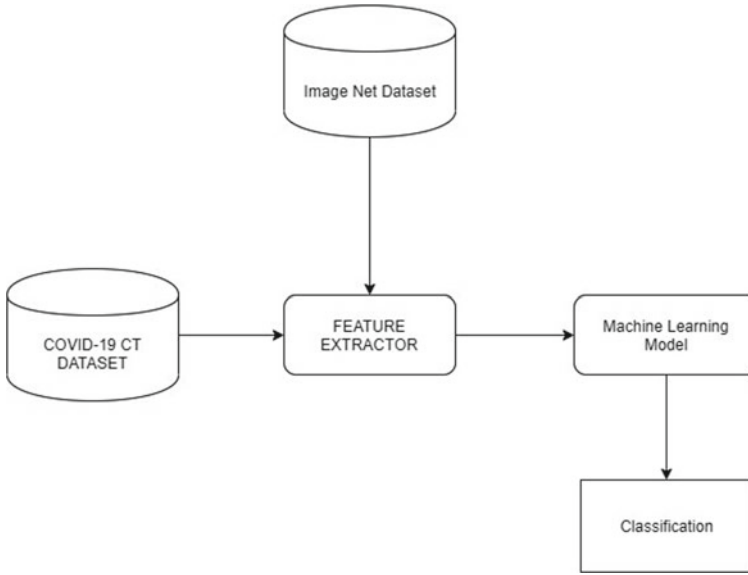 Image Net Dataset
COVID-19 CT
DATASET
FEATURE
EXTRACTOR
Machine Learning
Model
Classification